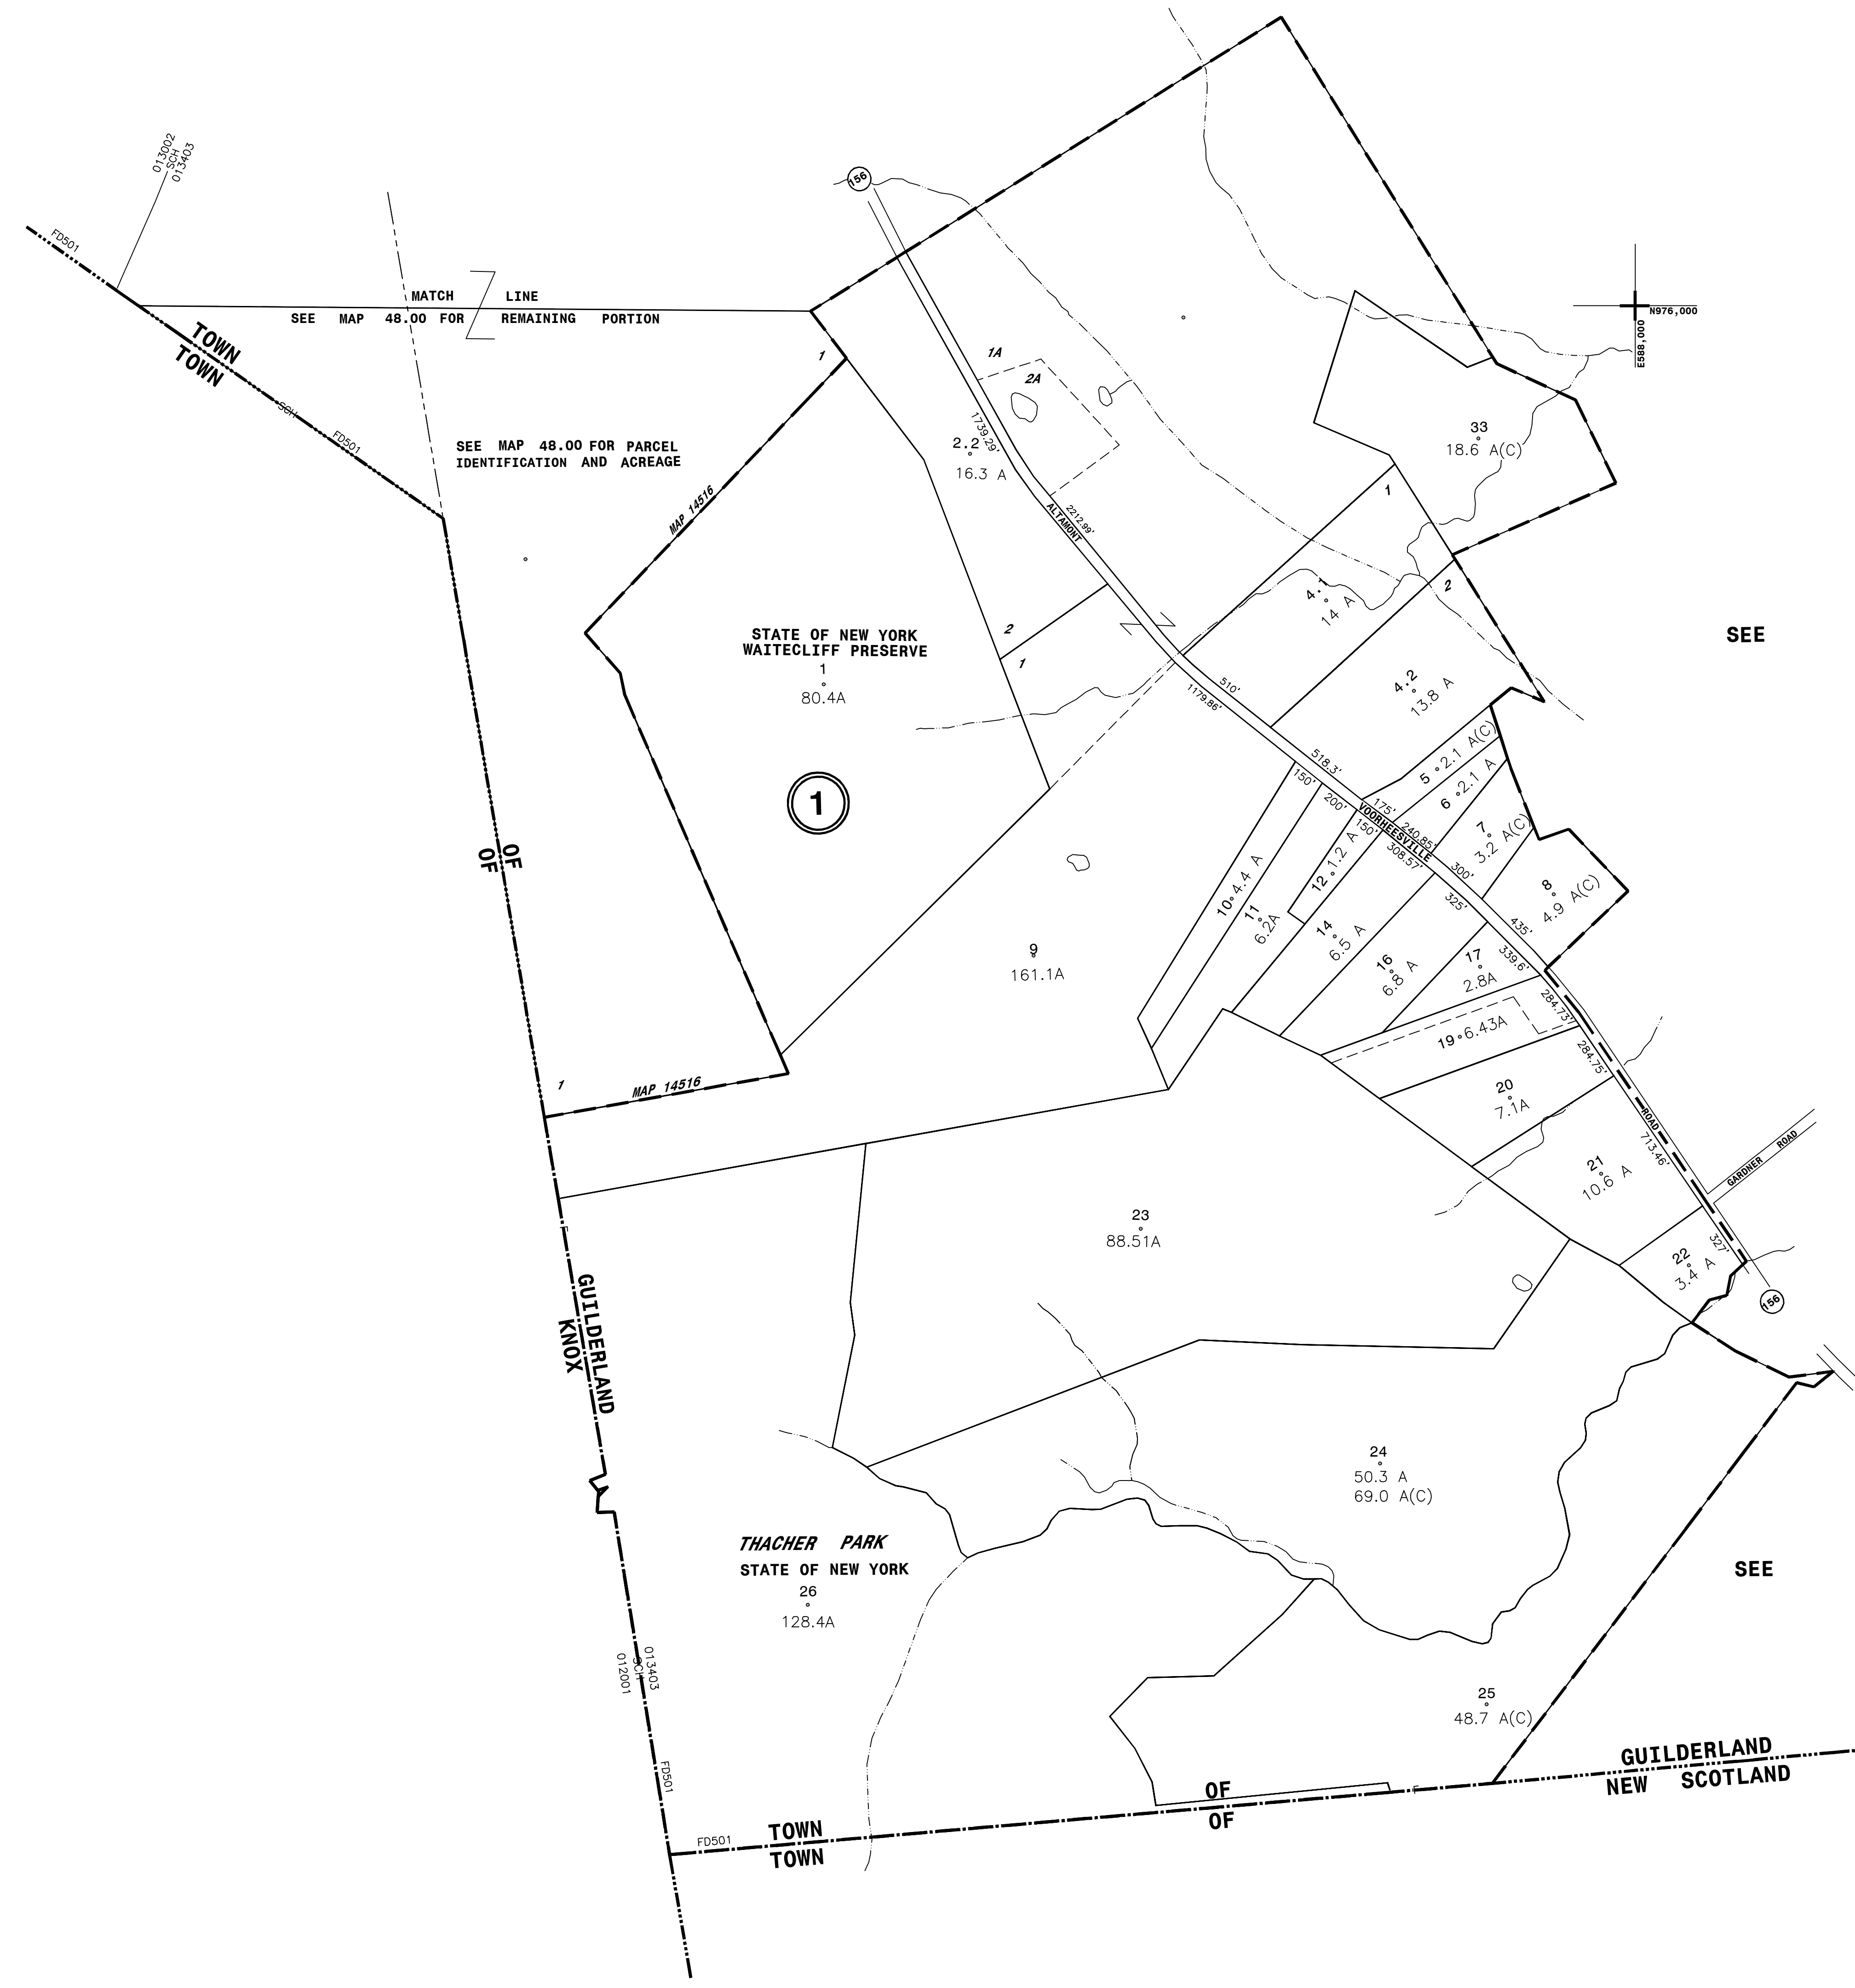 013002
SCH
013403
FD501
156
MATCH LINE
SEE MAP 48.00 FOR REMAINING PORTION
N976,000
E588,000
TOWN
TOWN
1
1A
2A
SCH
FD501
1739.29'
2.2
16.3 A
33
18.6 A(C)
SEE MAP 48.00 FOR PARCEL
IDENTIFICATION AND ACREAGE
MAP 14516
1
2212.99'
ALTAMONT
4.1
14 A
2
STATE OF NEW YORK
WAITECLIFF PRESERVE
1
80.4A
2
1
SEE
4.2
13.8 A
510'
1179.86'
518.3'
5 2.1 A(C)
6 2.1 A
150'
200'
175'
VOORHEESVILLE
150'
240.85'
308.57'
7
3.2 A(C)
1
OF
OF
300'
325'
8
4.9 A(C)
10 4.4 A
11
6.2A
12 1.2 A
14
6.5 A
435'
339.6'
9
161.1A
16
6.8 A
17
2.8A
284.73'
19 6.43A
284.75'
1
MAP 14516
20
7.1A
ROAD
713.46'
GARDNER ROAD
21
10.6 A
23
88.51A
327'
22
3.4 A
156
GUILDERLAND
KNOX
24
50.3 A
69.0 A(C)
THACHER PARK
STATE OF NEW YORK
26
128.4A
SEE
013403
SCH
012001
25
48.7 A(C)
FD501
GUILDERLAND
NEW SCOTLAND
OF
OF
FD501
TOWN
TOWN